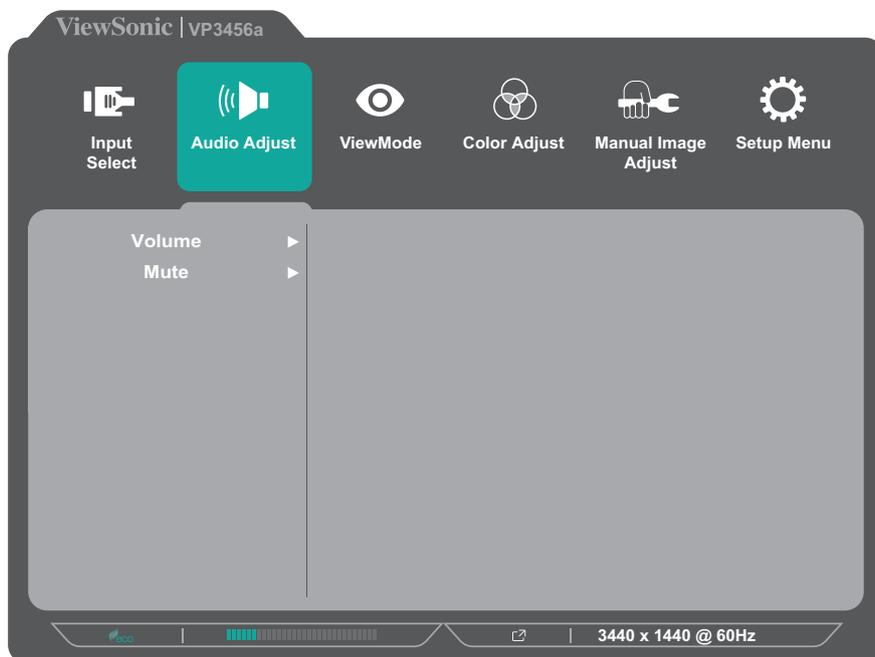 ViewSonic | VP3456a
Input
Select
Audio Adjust
ViewMode
Color Adjust
Manual Image
Adjust
Setup Menu
Volume
Mute
eco
3440 x 1440 @ 60Hz